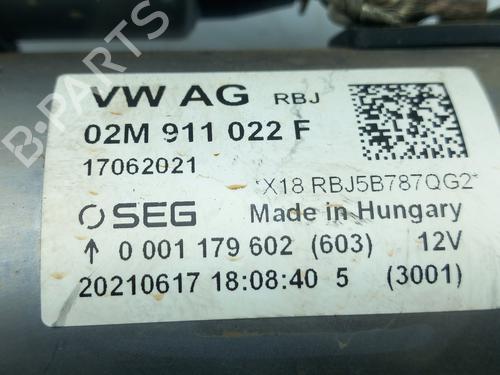 B-PARTS
VW AG RBJ
02M 911 022 F
17062021
*X18 RBJ5B787QG2*
SEG Made in Hungary
↑ 0 001 179 602 (603) 12V
20210617 18:08:40 5 (3001)